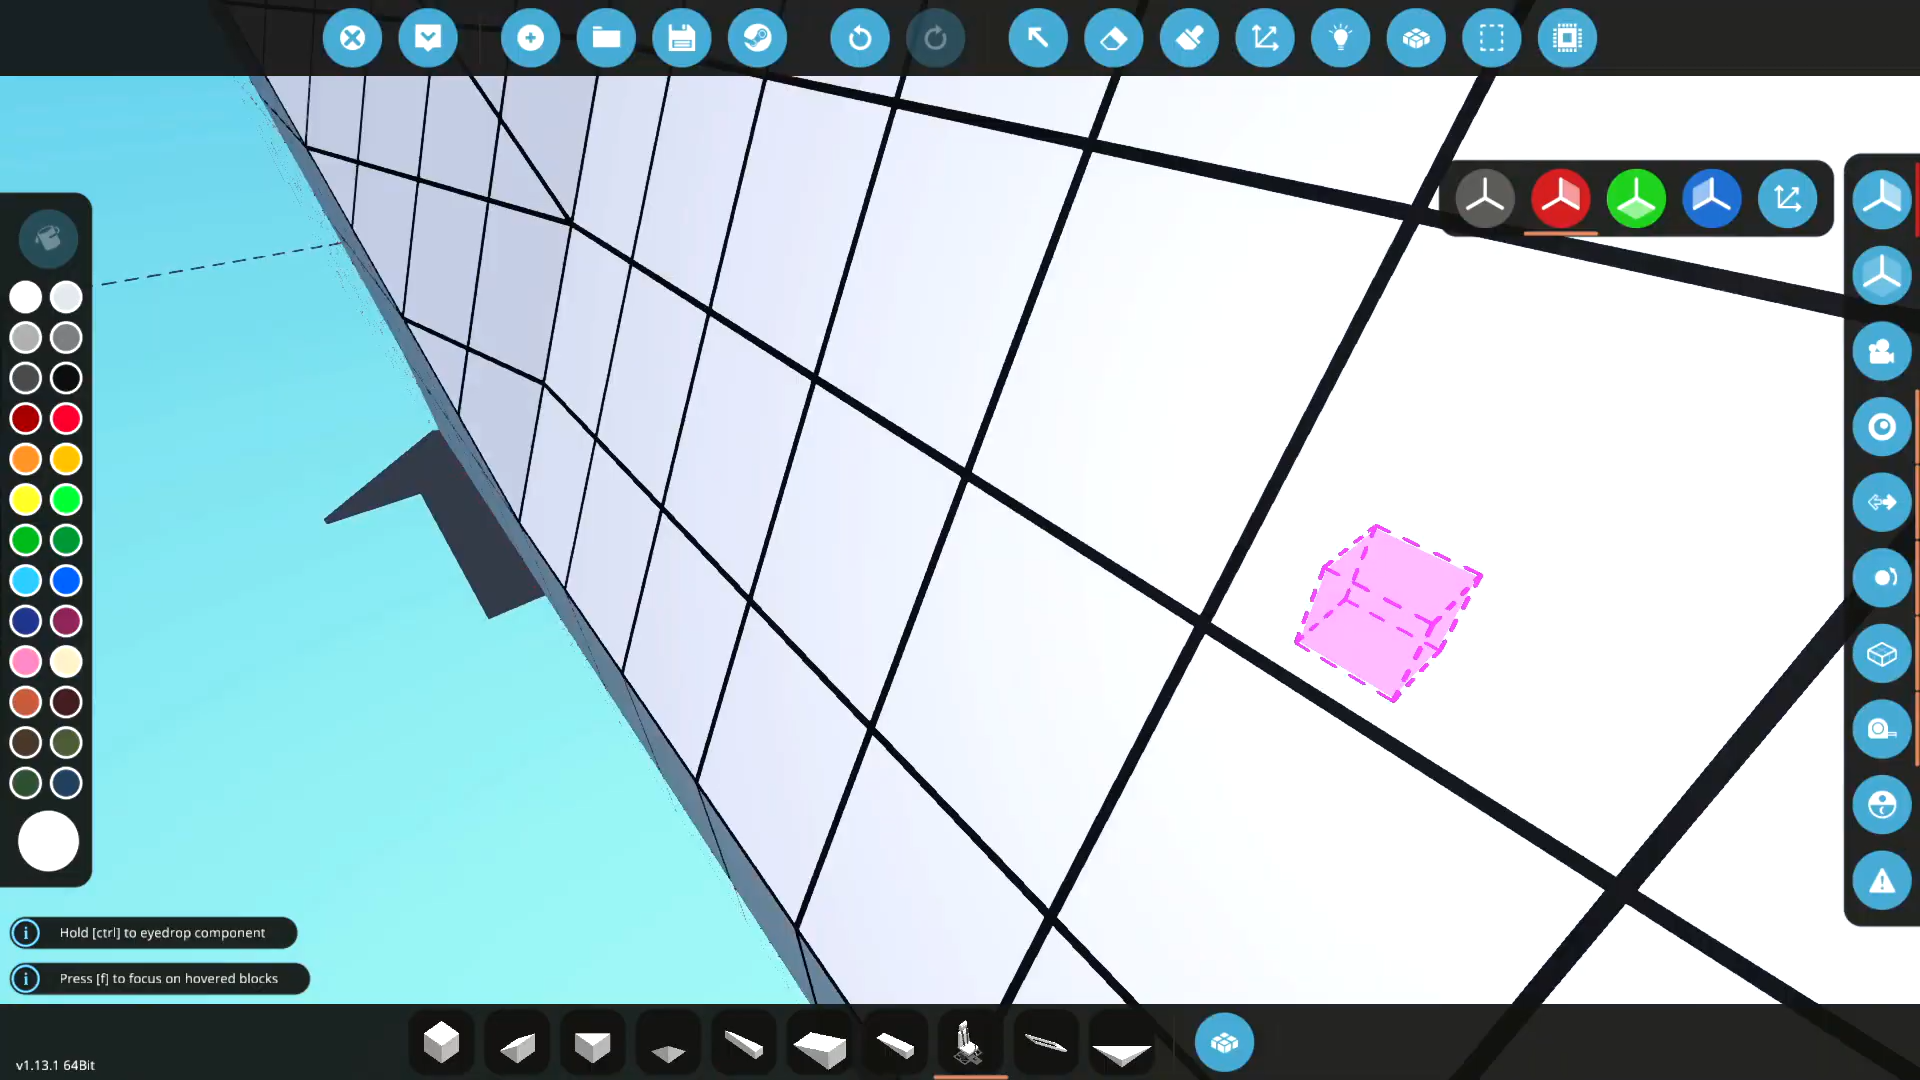 Hold [ctrl] to eyedrop component
Press [f] to focus on hovered blocks
v1.13.1 64Bit